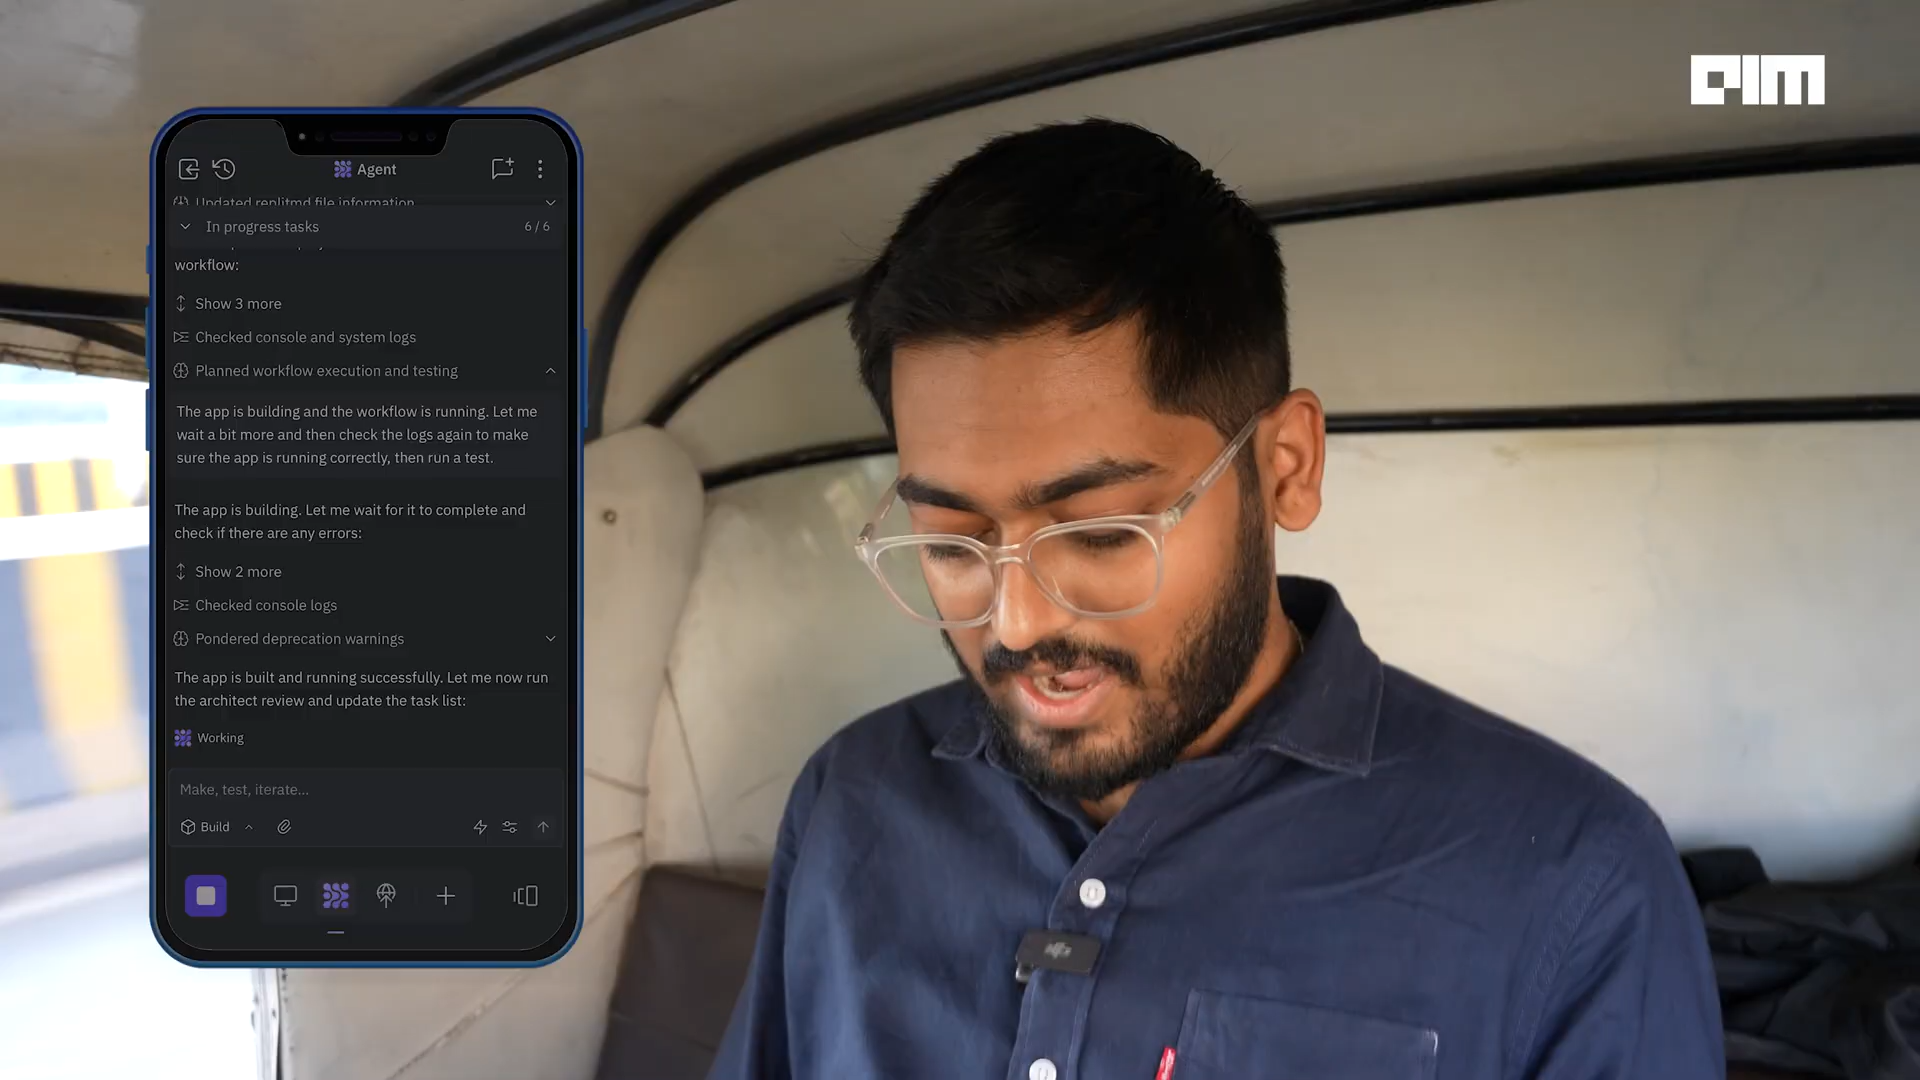 AIM
Agent
Updated replitmd file information
In progress tasks 6 / 6
workflow:
Show 3 more
Checked console and system logs
Planned workflow execution and testing
The app is building and the workflow is running. Let me
wait a bit more and then check the logs again to make
sure the app is running correctly, then run a test.
The app is building. Let me wait for it to complete and
check if there are any errors:
Show 2 more
Checked console logs
Pondered deprecation warnings
The app is built and running successfully. Let me now run
the architect review and update the task list:
Working
Make, test, iterate...
Build
dji